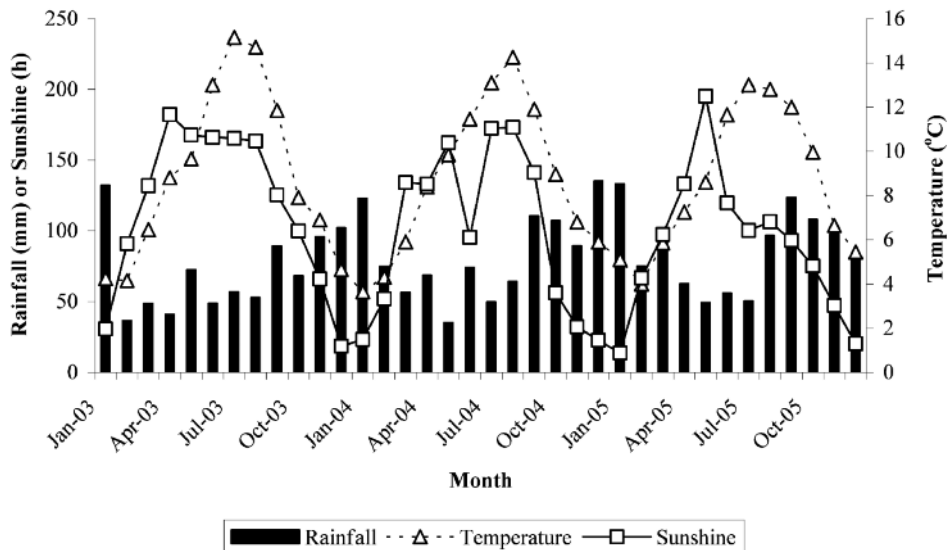 Rainfall (mm) or Sunshine (h)
250
200
150
100
50
0
16
14
12
10
8
6
4
2
0
Temperature (°C)
Jan-03
Apr-03
Jul-03
Oct-03
Jan-04
Apr-04
Jul-04
Oct-04
Jan-05
Apr-05
Jul-05
Oct-05
Month
Rainfall Temperature Sunshine